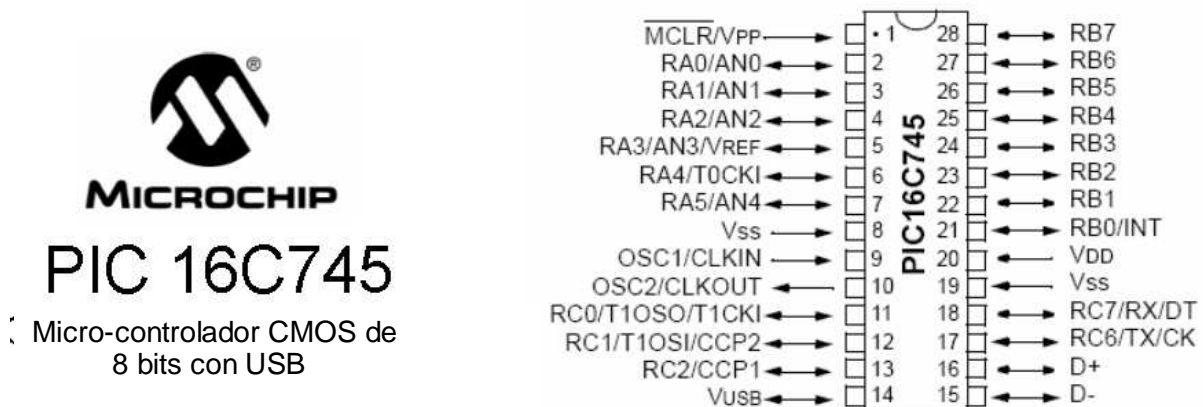 ®
MICROCHIP
PIC 16C745
Micro-controlador CMOS de
8 bits con USB
MCLR/VPP 1 28 RB7
RA0/AN0 2 27 RB6
RA1/AN1 3 26 RB5
RA2/AN2 4 25 RB4
RA3/AN3/VREF 5 24 RB3
RA4/T0CKI 6 23 RB2
RA5/AN4 7 22 RB1
VSS 8 21 RB0/INT
OSC1/CLKIN 9 20 VDD
OSC2/CLKOUT 10 19 VSS
RC0/T1OSO/T1CKI 11 18 RC7/RX/DT
RC1/T1OSI/CCP2 12 17 RC6/TX/CK
RC2/CCP1 13 16 D+
VUSB 14 15 D-
PIC16C745